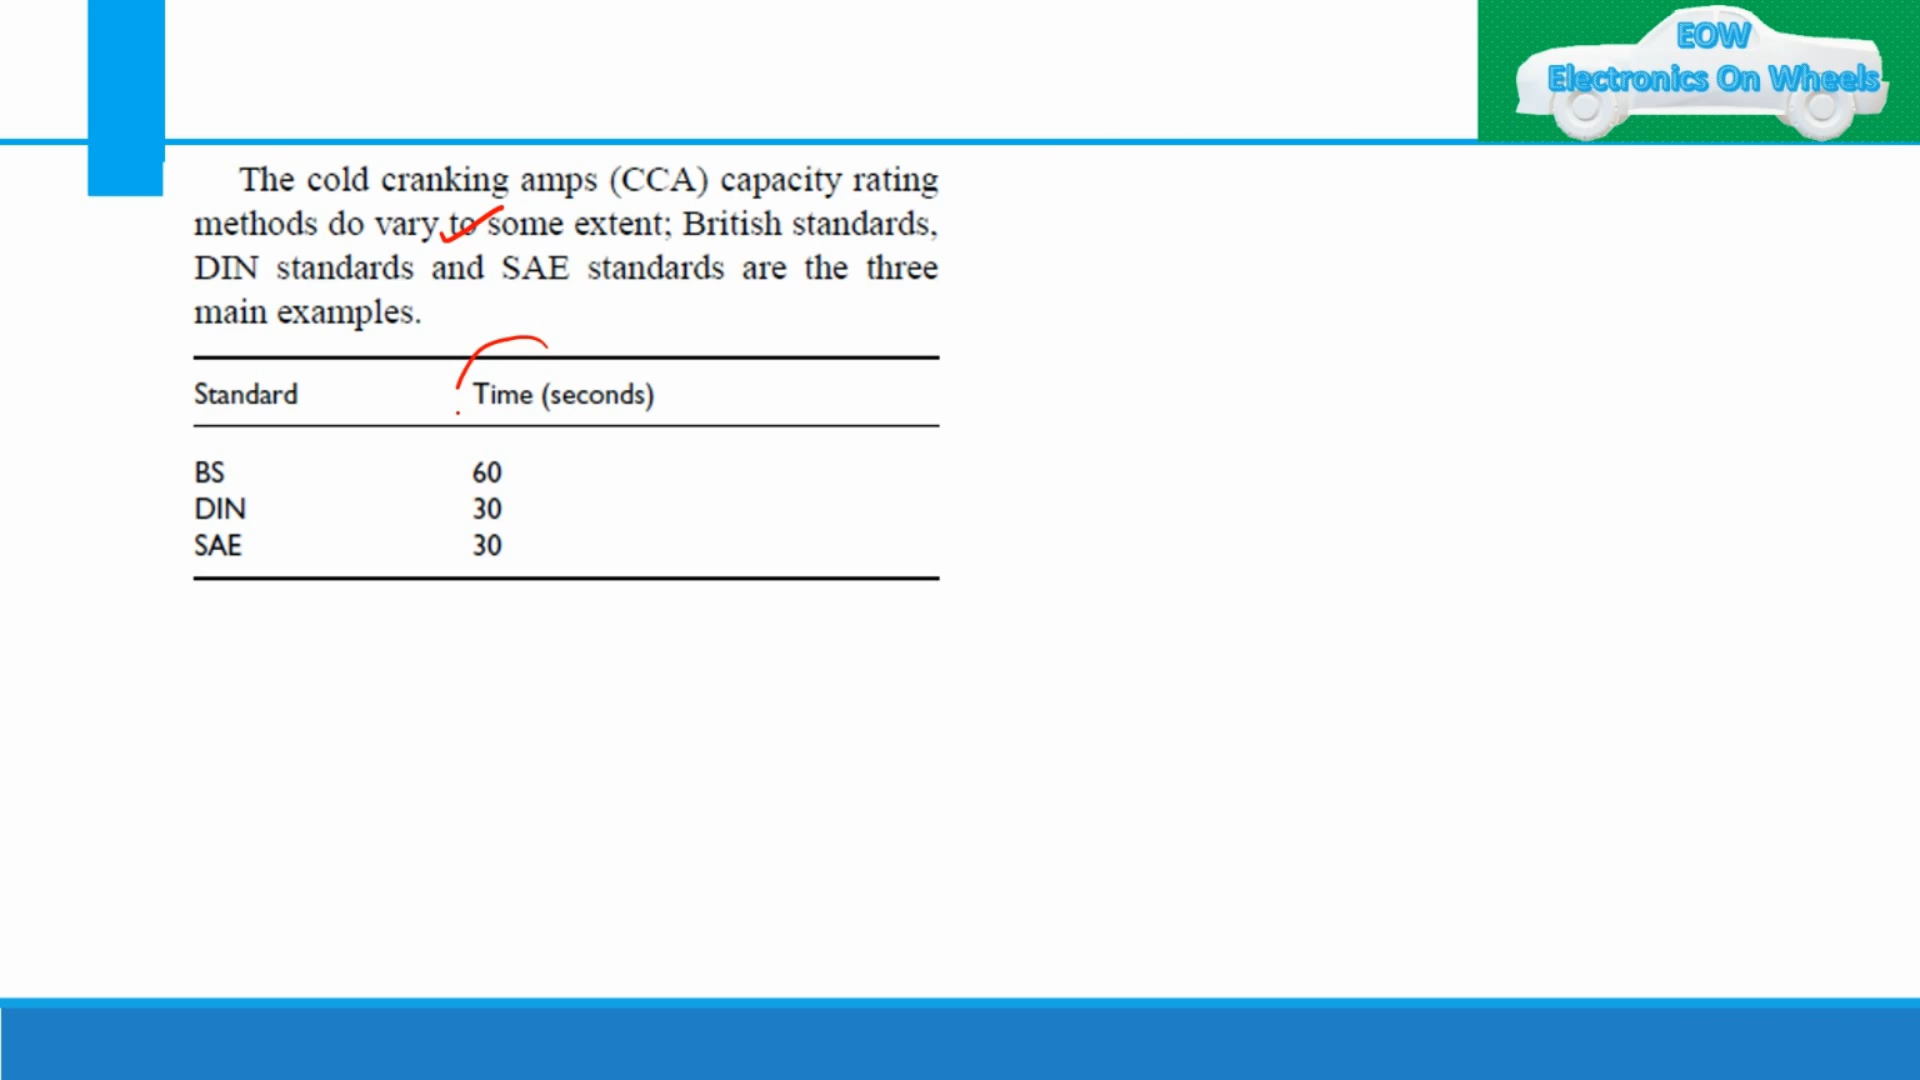 EOW
Electronics On Wheels
The cold cranking amps (CCA) capacity rating
methods do vary to some extent; British standards,
DIN standards and SAE standards are the three
main examples.
Standard Time (seconds)
BS 60
DIN 30
SAE 30